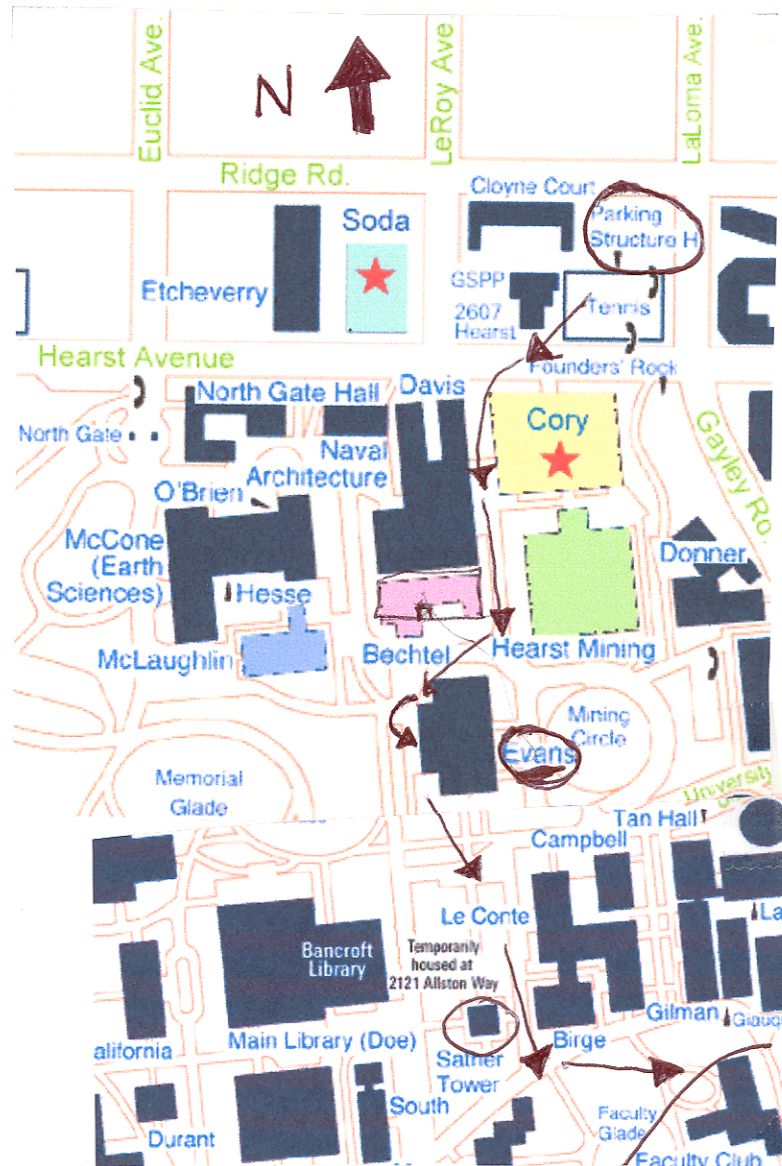 Euclid Ave.
LeRoy Ave.
LaLoma Ave.
N
Ridge Rd.
Cloyne Court
Parking
Structure H
Soda
Etcheverry
GSPP
2607
Hearst
Tennis
Hearst Avenue
Founders' Rock
North Gate Hall
Davis
Cory
North Gate
Naval
Architecture
Gayley Ro.
O'Brien
McCone
(Earth
Sciences)
Hesse
Donner
McLaughlin
Bechtel
Hearst Mining
Mining
Circle
Evans
Memorial
Glade
University
Tan Hall
Campbell
Le Conte
La
Bancroft
Library
Temporarily
housed at
2121 Allston Way
Gilman
Main Library (Doe)
Birge
alifornia
Sather
Tower
South
Faculty
Glade
Durant
Faculty Club